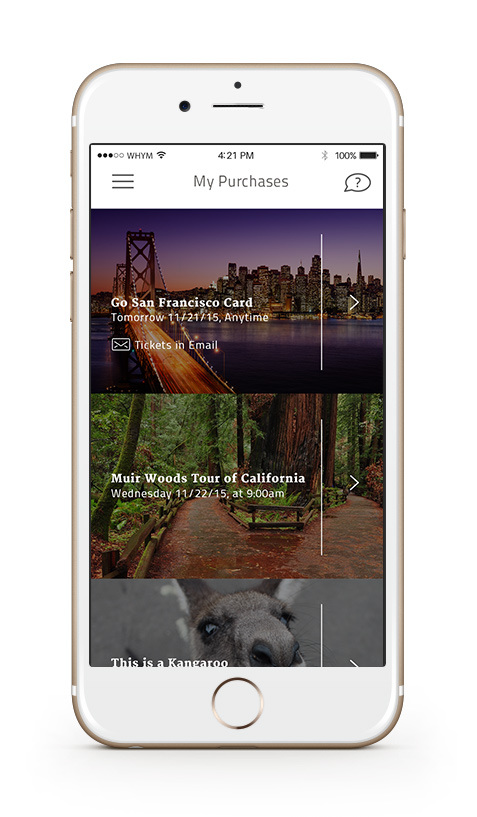 WHYM 4:21 PM 100%
My Purchases
?
Go San Francisco Card
Tomorrow 11/21/15, Anytime
Tickets in Email
Muir Woods Tour of California
Wednesday 11/22/15, at 9:00am
This is a Kangaroo